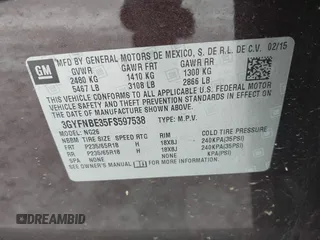 GM
MFD BY GENERAL MOTORS DE MEXICO, S. DE R.L. DE C.V. 02/15
GVWR GAWR FRT GAWR RR
2480 KG 1410 KG 1300 KG
5467 LB 3108 LB 2866 LB
THIS VEHICLE CONFORMS TO ALL APPLICABLE U.S. FEDERAL MOTOR
VEHICLE SAFETY AND THEFT PREVENTION STANDARDS IN EFFECT
ON THE DATE OF MANUFACTURE SHOWN ABOVE.
3GYFNBE35FS597538 TYPE: M.P.V.
MODEL: NG26
TIRE SIZE SPEED RTG RIM COLD TIRE PRESSURE
FRT P235/65R18 H 18X8J 240KPA(35PSI)
RR P235/65R18 H 18X8J 240KPA(35PSI)
SPA NONE NONE KPA(PSI)
SEE OWNER'S MANUAL FOR MORE INFORMATION.
DREAMBID